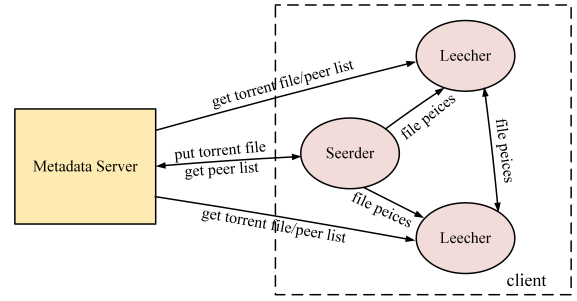 Leecher
get torrent file/peer list
file peices
Metadata Server
put torrent file
get peer list
Seerder
file peices
file peices
get torrent file/peer list
Leecher
client